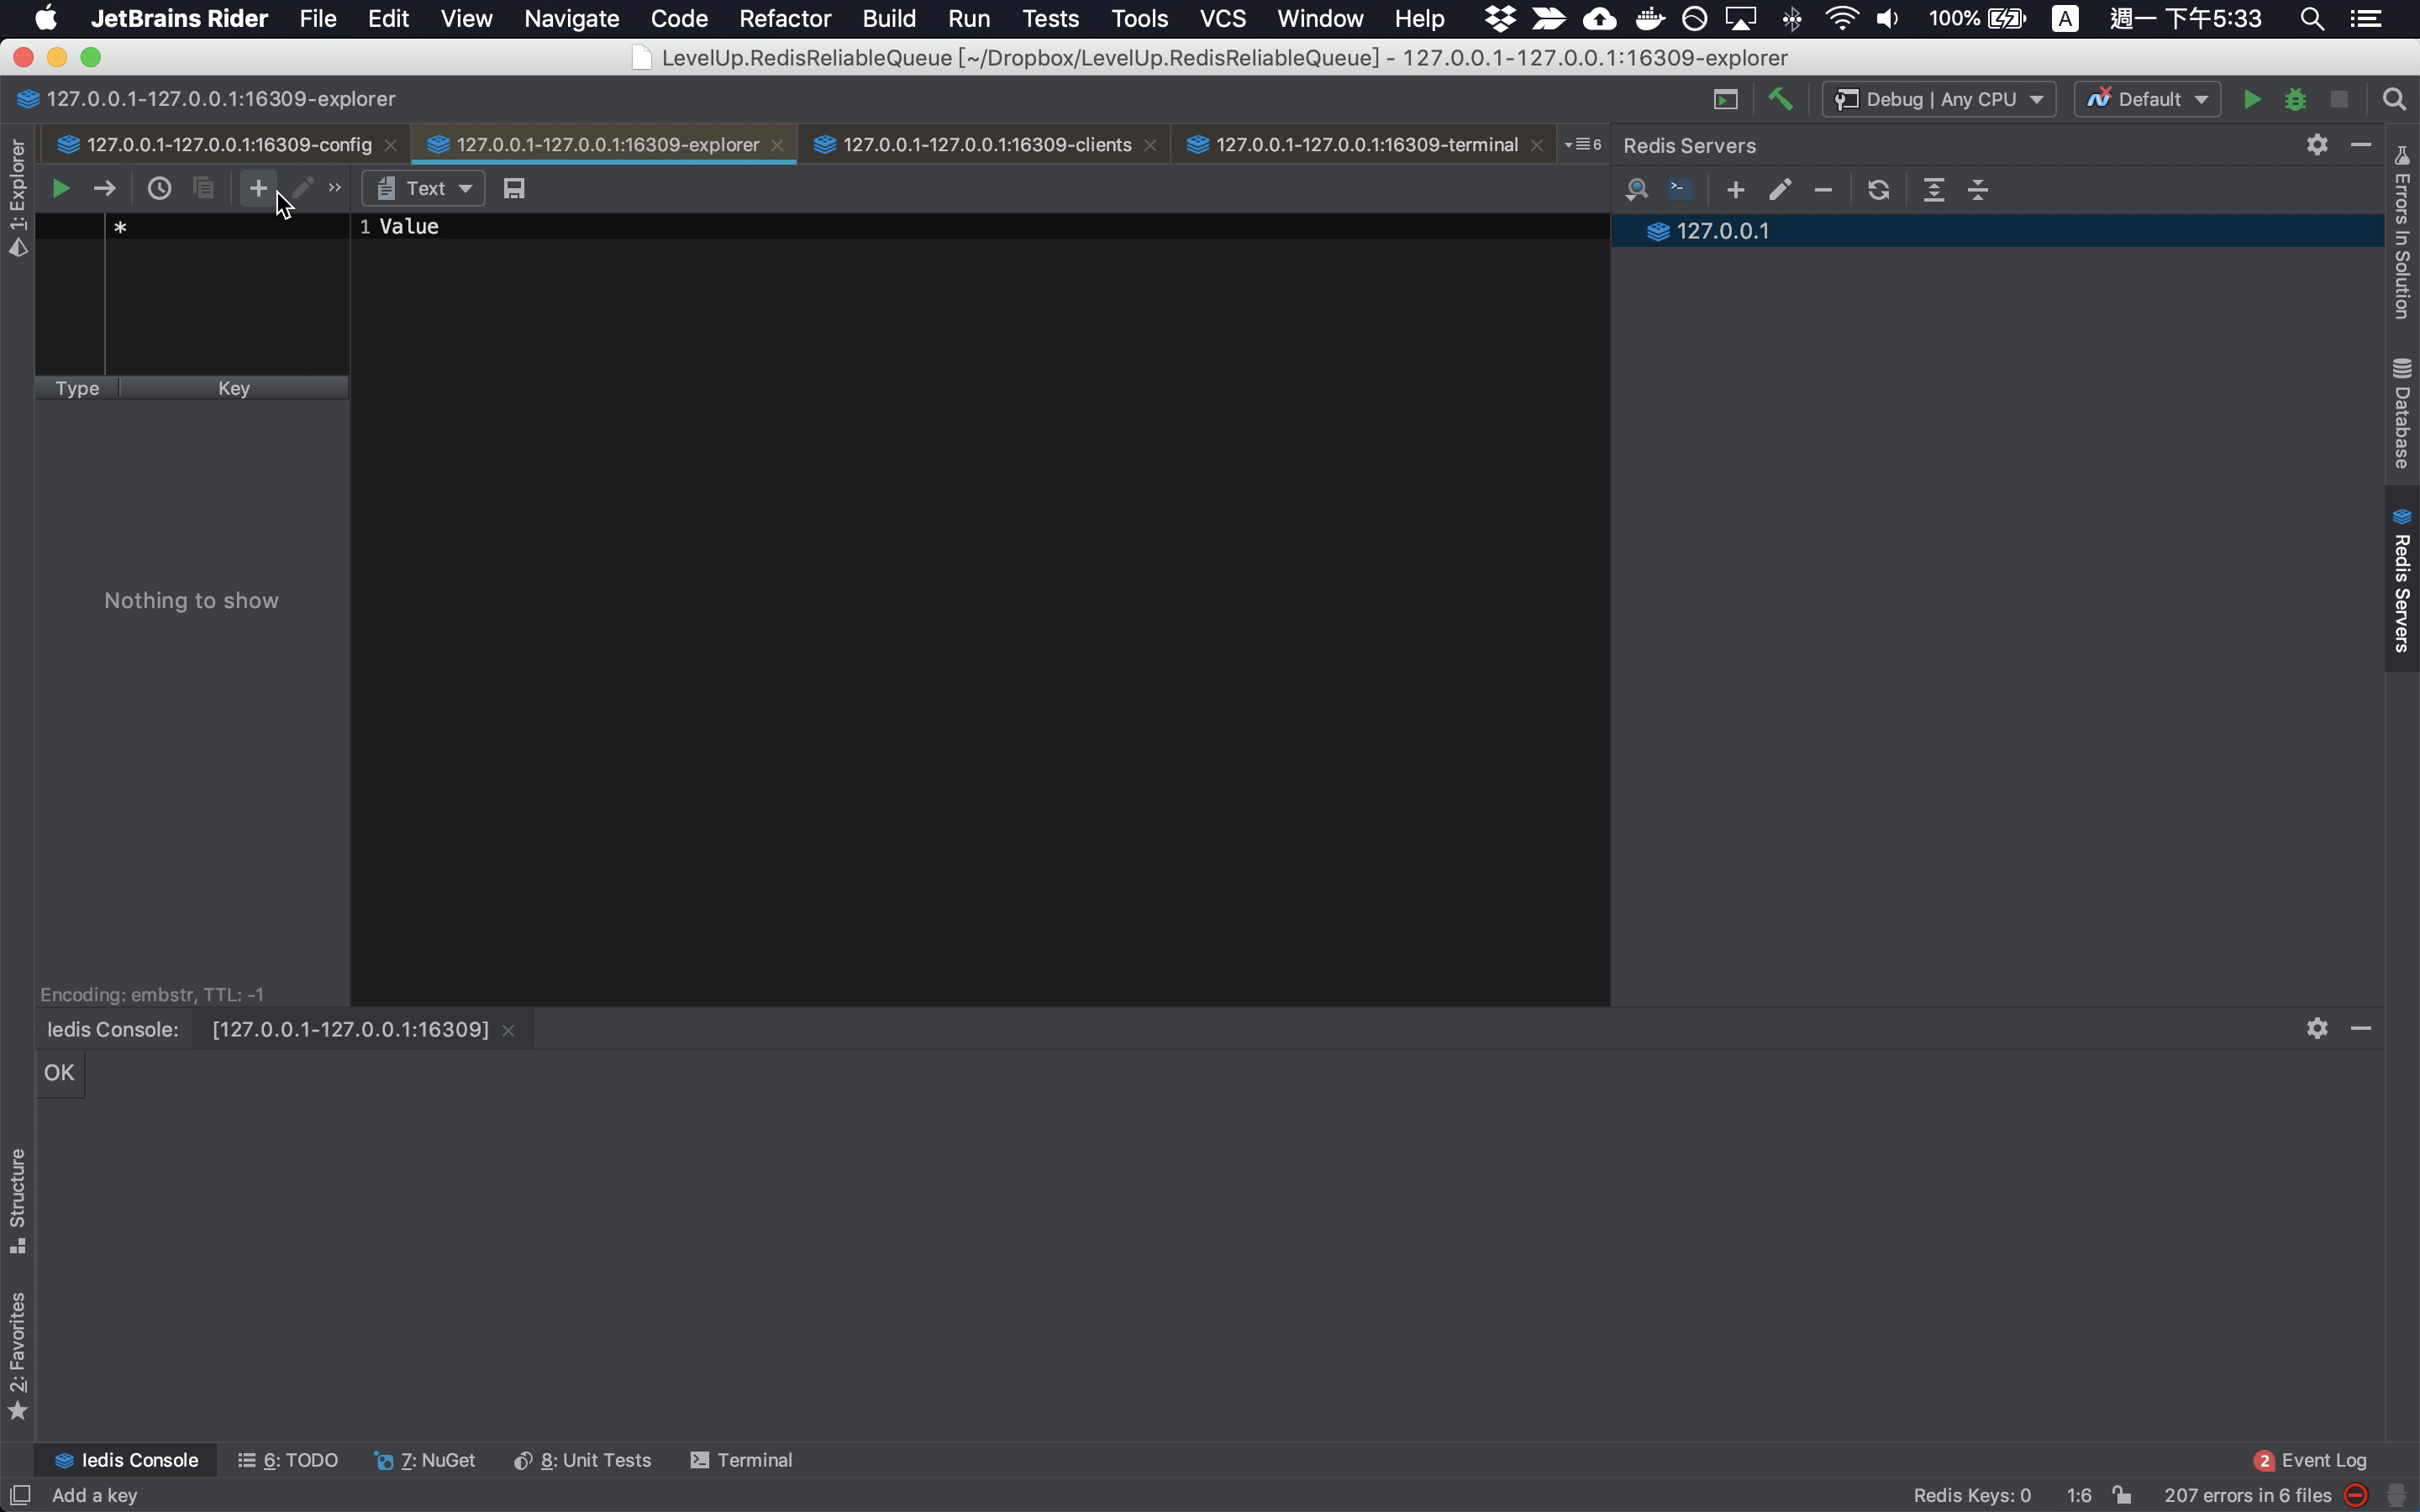 JetBrains Rider File Edit View Navigate Code Refactor Build Run Tests Tools VCS Window Help 100% A 週一 下午5:33
LevelUp.RedisReliableQueue [~/Dropbox/LevelUp.RedisReliableQueue] - 127.0.0.1-127.0.0.1:16309-explorer
127.0.0.1-127.0.0.1:16309-explorer
Debug | Any CPU
Default
1: Explorer
127.0.0.1-127.0.0.1:16309-config
127.0.0.1-127.0.0.1:16309-explorer
127.0.0.1-127.0.0.1:16309-clients
127.0.0.1-127.0.0.1:16309-terminal
6
Redis Servers
Text
*
1 Value
127.0.0.1
Type Key
Nothing to show
Encoding: embstr, TTL: -1
Errors In Solution
Database
Redis Servers
Iedis Console: [127.0.0.1-127.0.0.1:16309]
OK
Structure
2: Favorites
Iedis Console 6: TODO 7: NuGet 8: Unit Tests Terminal 2 Event Log
Add a key Redis Keys: 0 1:6 207 errors in 6 files